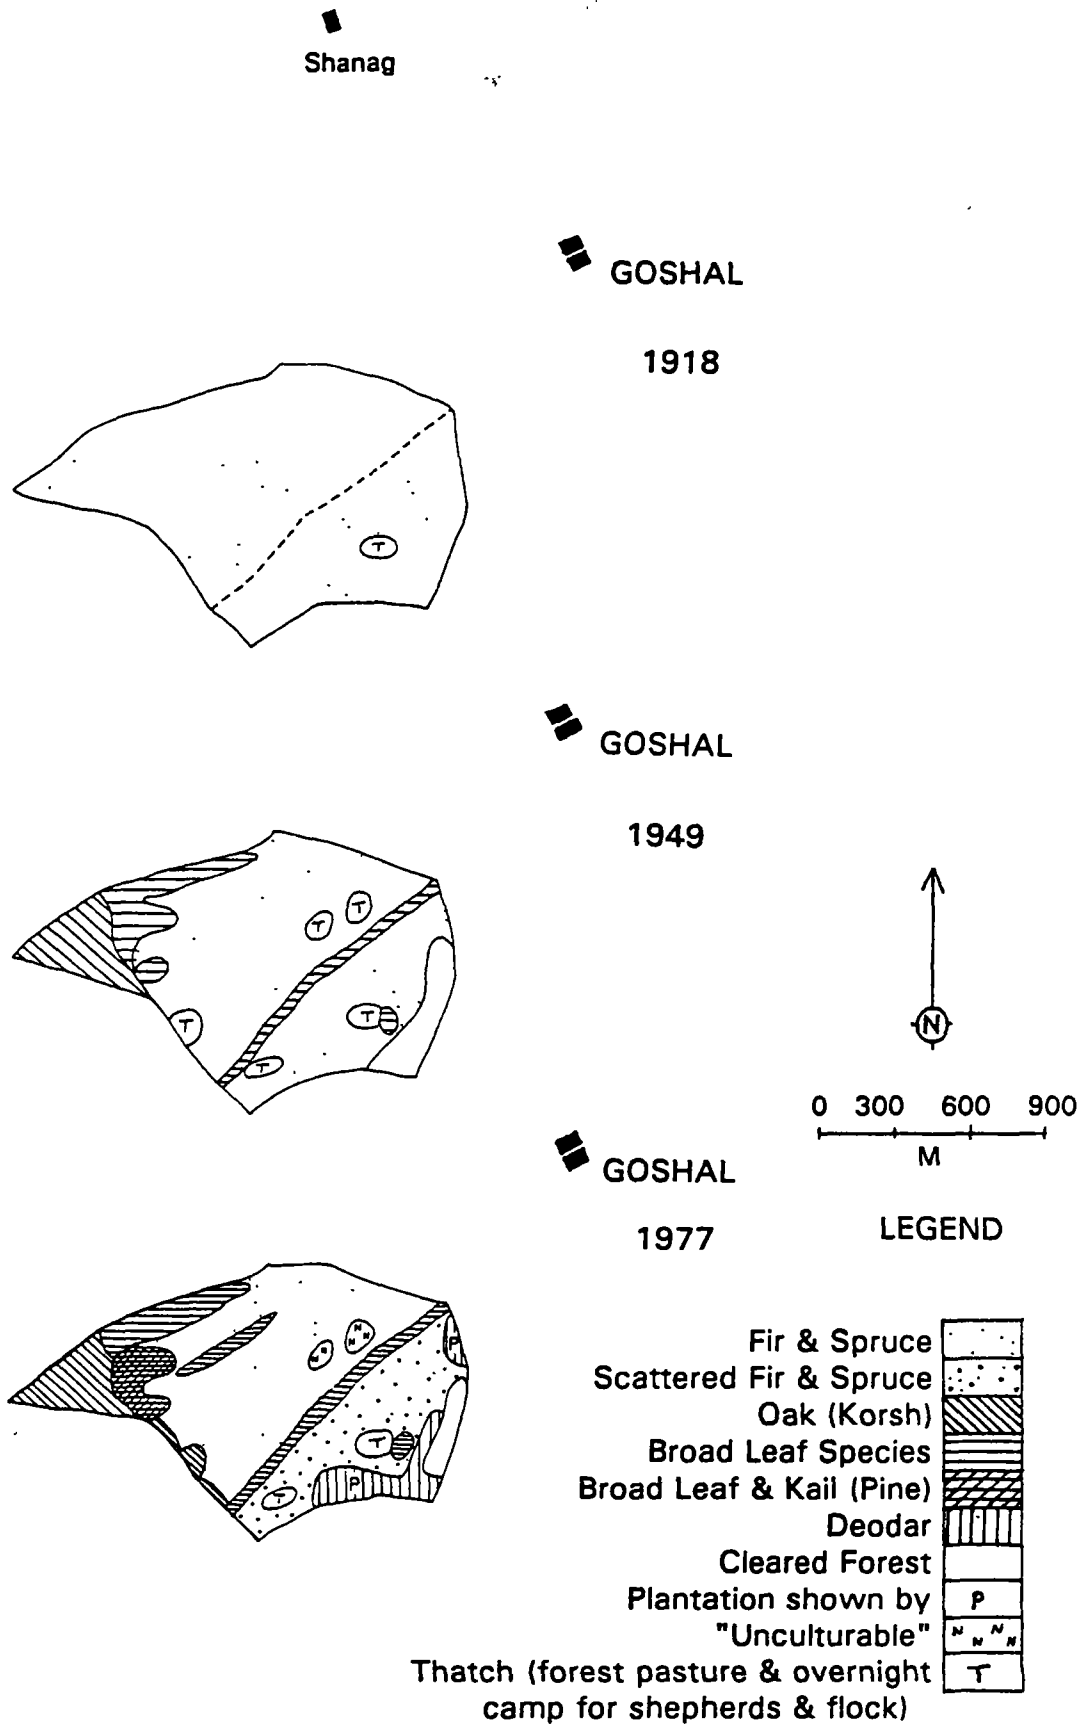 Shanag
GOSHAL
1918
T
GOSHAL
1949
T T
T
T
T
N
0 300 600 900
M
GOSHAL
1977
LEGEND
N N N
N N
P
T
P
T
Fir & Spruce
Scattered Fir & Spruce
Oak (Korsh)
Broad Leaf Species
Broad Leaf & Kail (Pine)
Deodar
Cleared Forest
Plantation shown by P
"Unculturable" N N N N
Thatch (forest pasture & overnight T
camp for shepherds & flock)